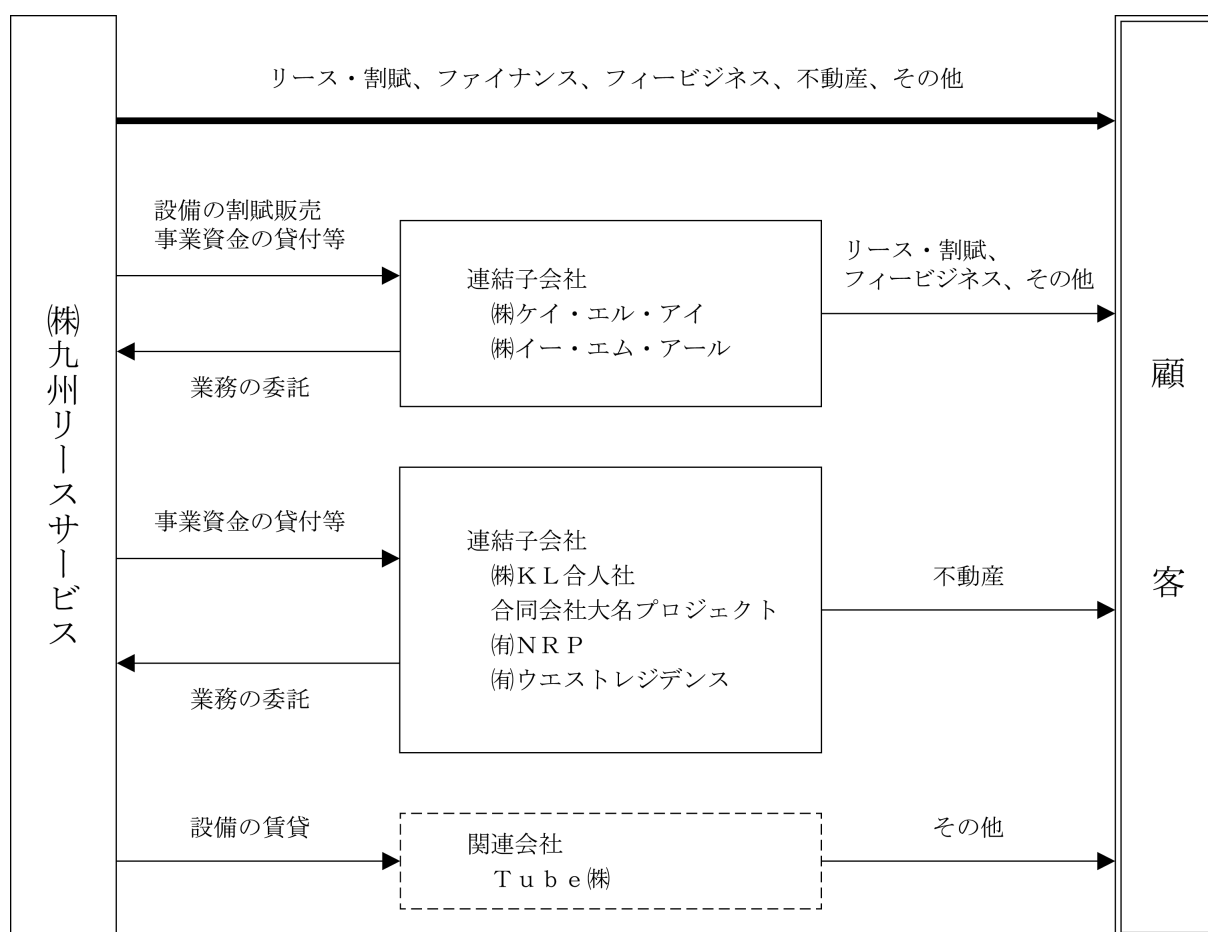 リース・割賦、ファイナンス、フィービジネス、不動産、その他
㈱九州リースサービス
設備の割賦販売
事業資金の貸付等
業務の委託
連結子会社
㈱ケイ・エル・アイ
㈱イー・エム・アール
リース・割賦、
フィービジネス、その他
顧客
事業資金の貸付等
業務の委託
連結子会社
㈱ＫＬ合人社
合同会社大名プロジェクト
㈲ＮＲＰ
㈲ウエストレジデンス
不動産
設備の賃貸
関連会社
Ｔｕｂｅ㈱
その他